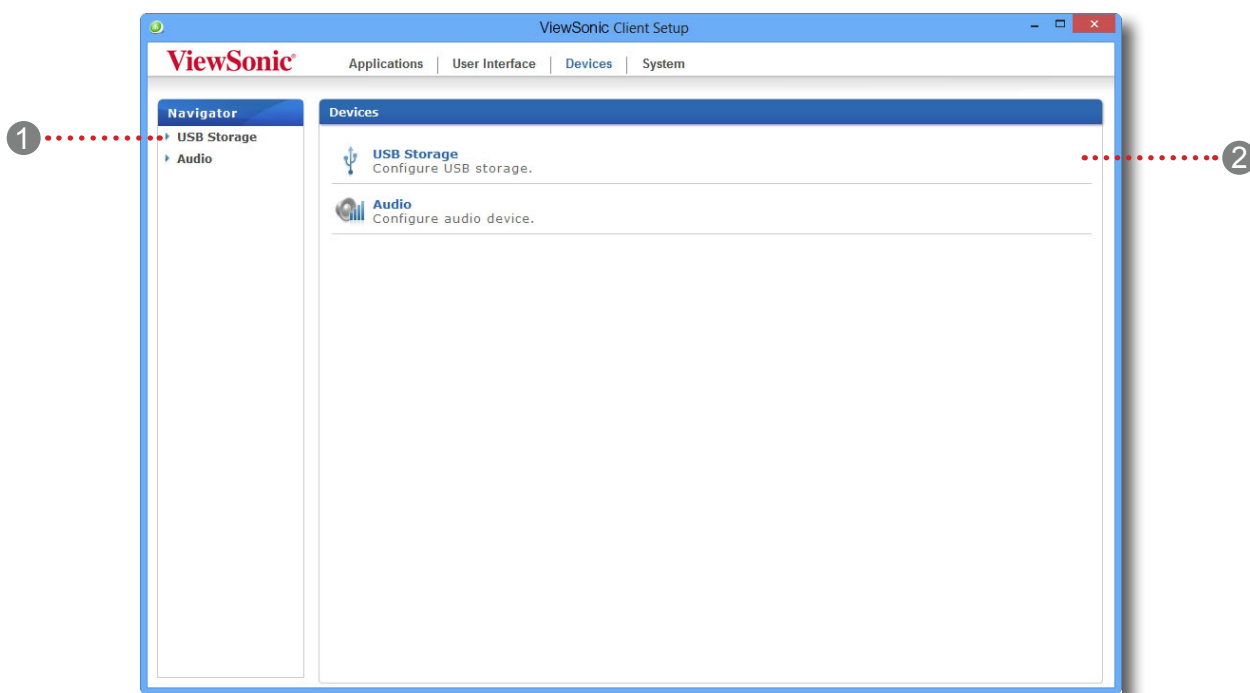 ViewSonic Client Setup
ViewSonic®
Applications | User Interface | Devices | System
Navigator
USB Storage
Audio
Devices
USB Storage
Configure USB storage.
Audio
Configure audio device.
1
2